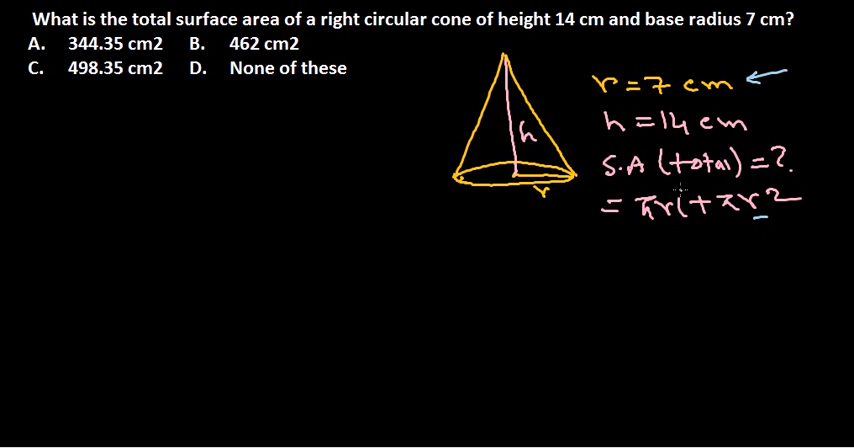 What is the total surface area of a right circular cone of height 14 cm and base radius 7 cm?
A. 344.35 cm2 B. 462 cm2
C. 498.35 cm2 D. None of these
r = 7 cm
h
h = 14 cm
S.A (total) = ?
r
= πrl + πr2